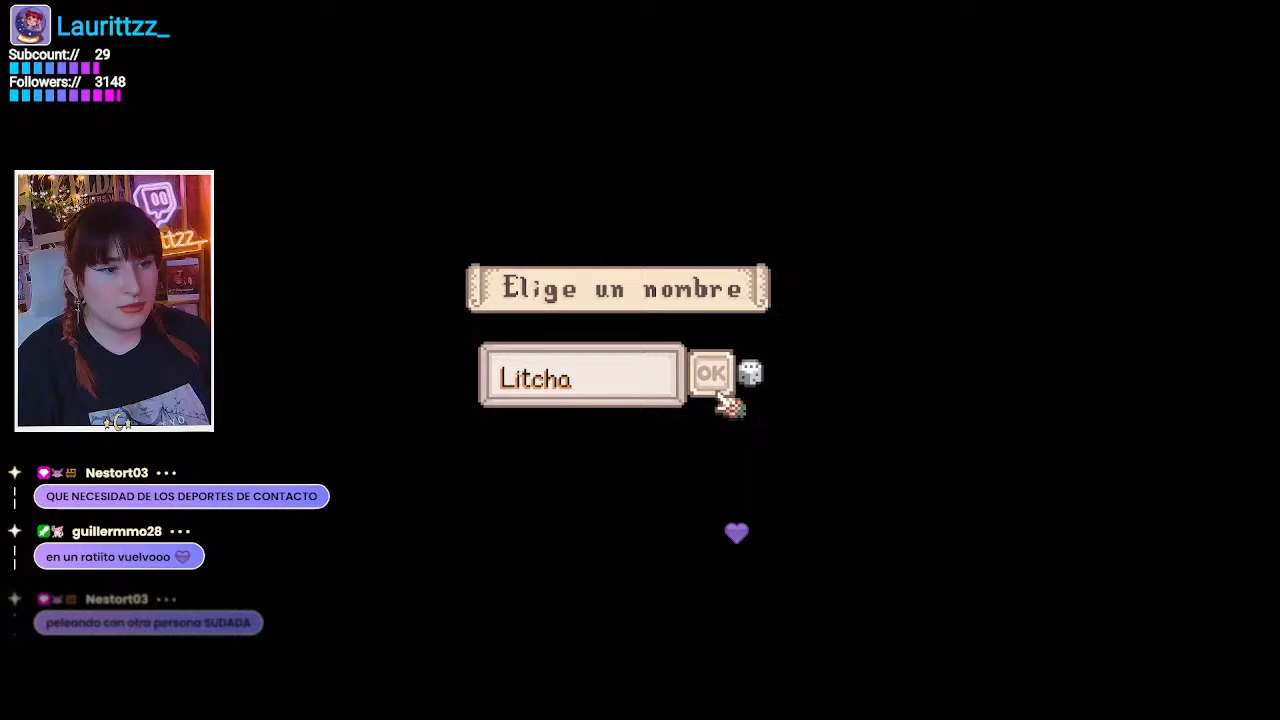 Laurittzz_
Subcount:// 29
Followers:// 3148
ttzz_
Elige un nombre
Litcha
OK
Nestort03
QUE NECESIDAD DE LOS DEPORTES DE CONTACTO
guillermmo28
en un ratiito vuelvooo 💜
Nestort03
peleando con otra persona SUDADA